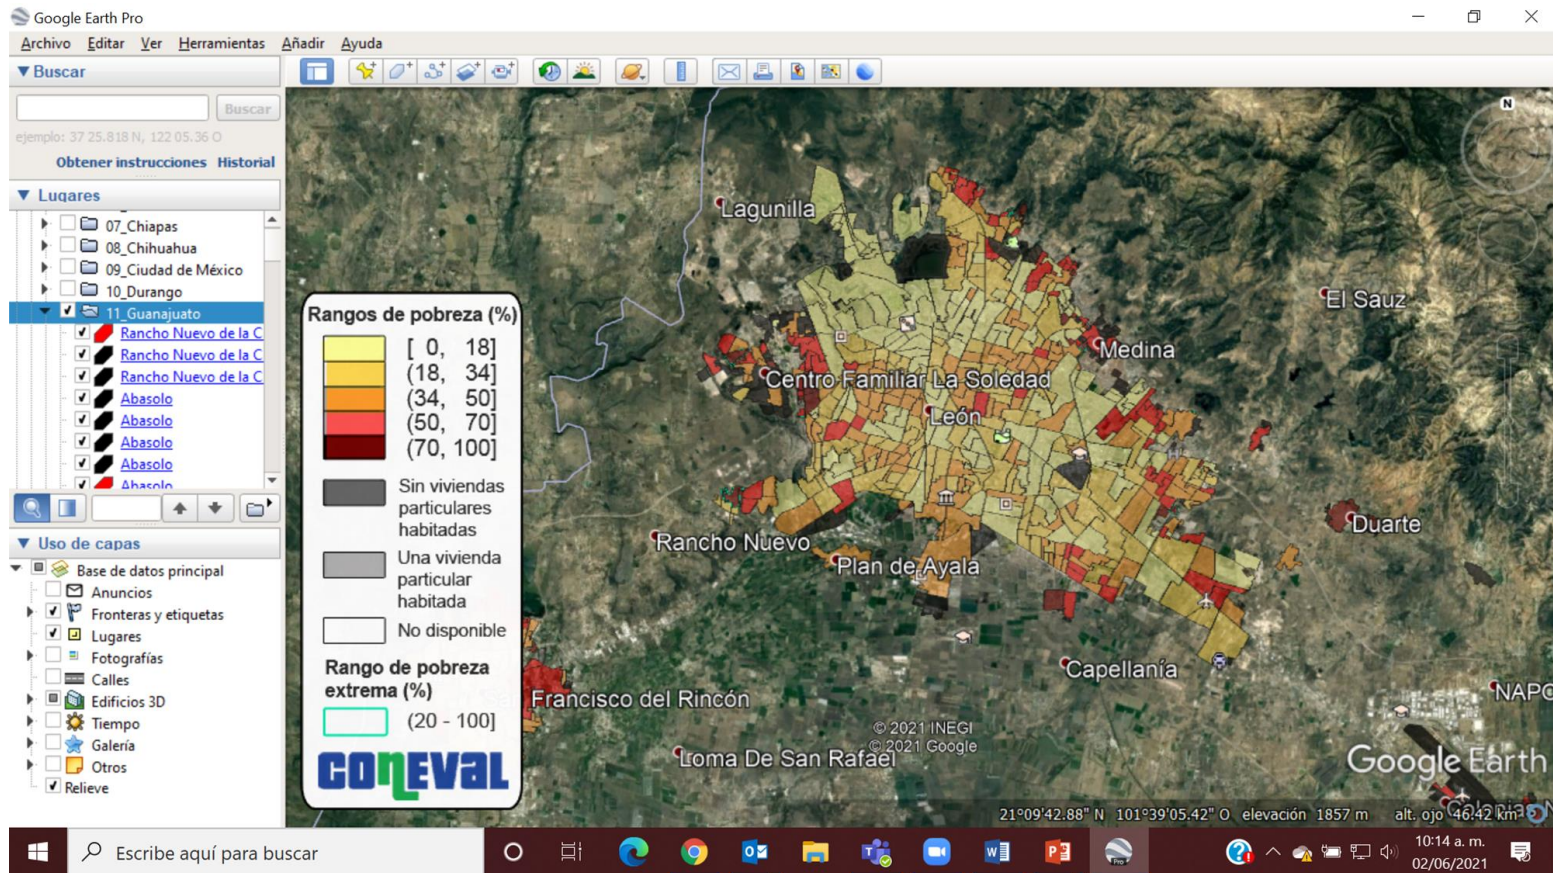 Google Earth Pro
Archivo Editar Ver Herramientas Añadir Ayuda
Buscar
Buscar
ejemplo: 37 25.818 N, 122 05.36 O
Obtener instrucciones Historial
Lugares
07_Chiapas
08_Chihuahua
09_Ciudad de México
10_Durango
11_Guanajuato
Rancho Nuevo de la C
Rancho Nuevo de la C
Rancho Nuevo de la C
Abasolo
Abasolo
Abasolo
Abasolo
Abasolo
Uso de capas
Base de datos principal
Anuncios
Fronteras y etiquetas
Lugares
Fotografías
Calles
Edificios 3D
Tiempo
Galería
Otros
Relieve
Rangos de pobreza (%)
[ 0, 18]
(18, 34]
(34, 50]
(50, 70]
(70, 100]
Sin viviendas
particulares
habitadas
Una vivienda
particular
habitada
No disponible
Rango de pobreza
extrema (%)
(20 - 100]
CONEVAL
N
Lagunilla
El Sauz
Medina
Centro Familiar La Soledad
León
Duarte
Rancho Nuevo
Plan de Ayala
Capellanía
Francisco del Rincón
NAPO
Loma De San Rafael
© 2021 INEGI
© 2021 Google
Google Earth
21°09'42.88" N 101°39'05.42" O elevación 1857 m alt. ojo 46.42 km
Escribe aquí para buscar
Pro
10:14 a. m.
02/06/2021